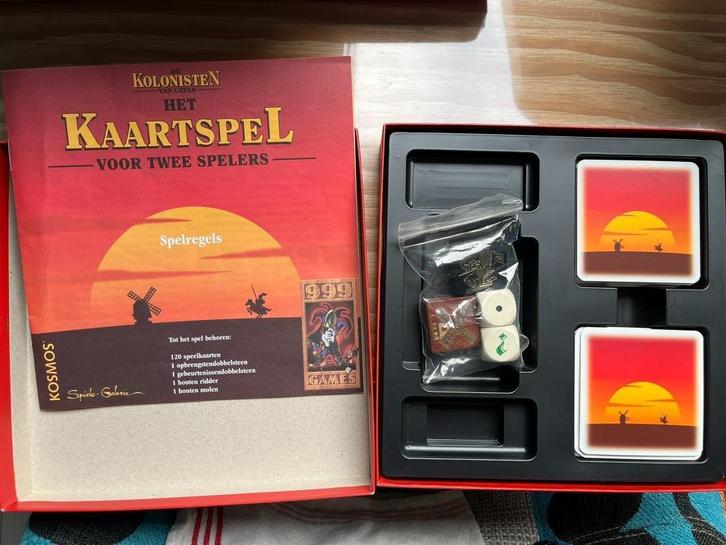 DE
KOLONISTEN
VAN CATAN
HET
KAARTSPEL
VOOR TWEE SPELERS
Spelregels
Tot het spel behoren:
120 speelkaarten
1 opbrengstendobbelsteen
1 gebeurtenissendobbelsteen
1 houten ridder
1 houten molen
KOSMOS
Spiele-Galerie
999
GAMES